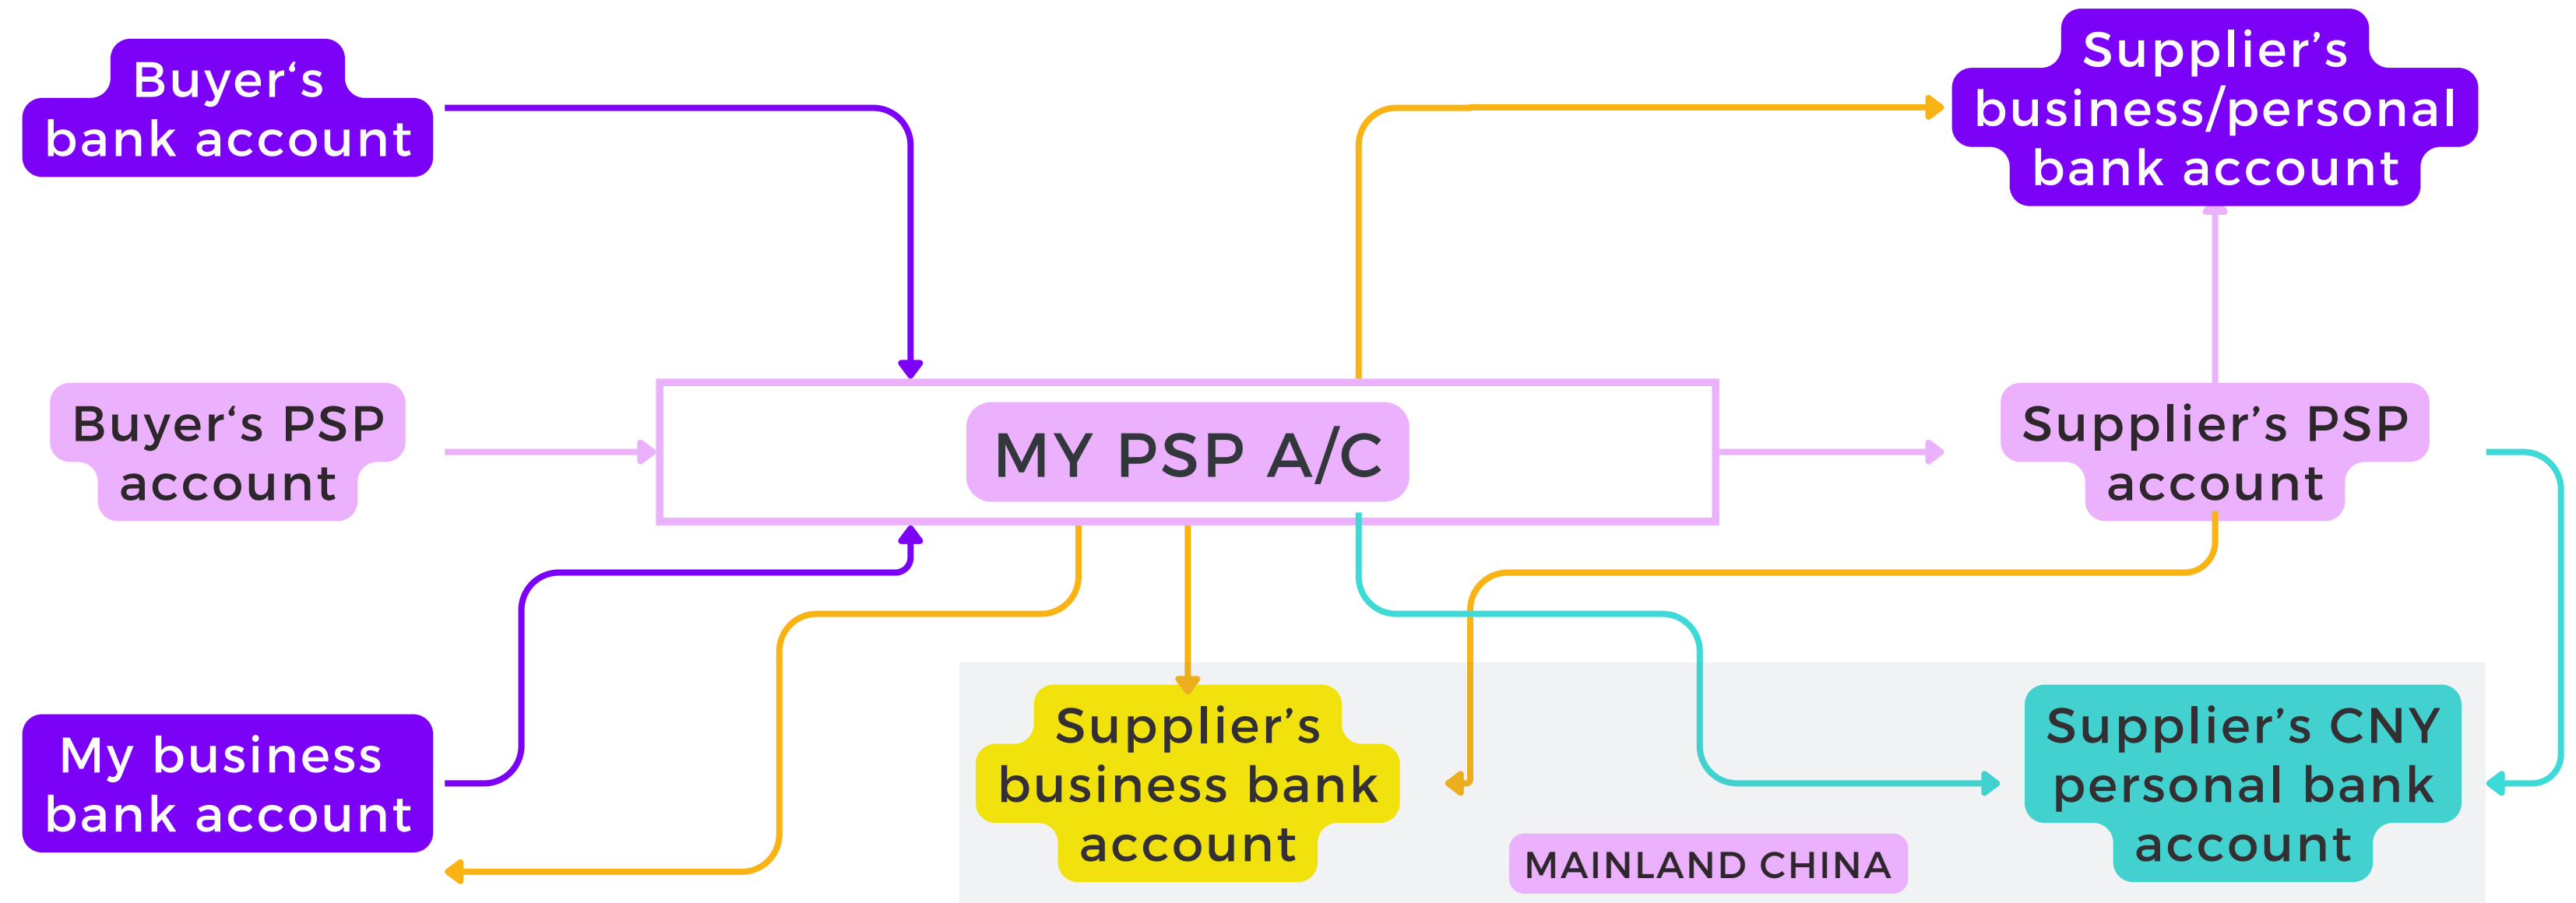 Buyer‘s
bank account
Supplier’s
business/personal
bank account
Buyer‘s PSP
account
MY PSP A/C
Supplier’s PSP
account
My business
bank account
Supplier’s
business bank
account
MAINLAND CHINA
Supplier’s CNY
personal bank
account